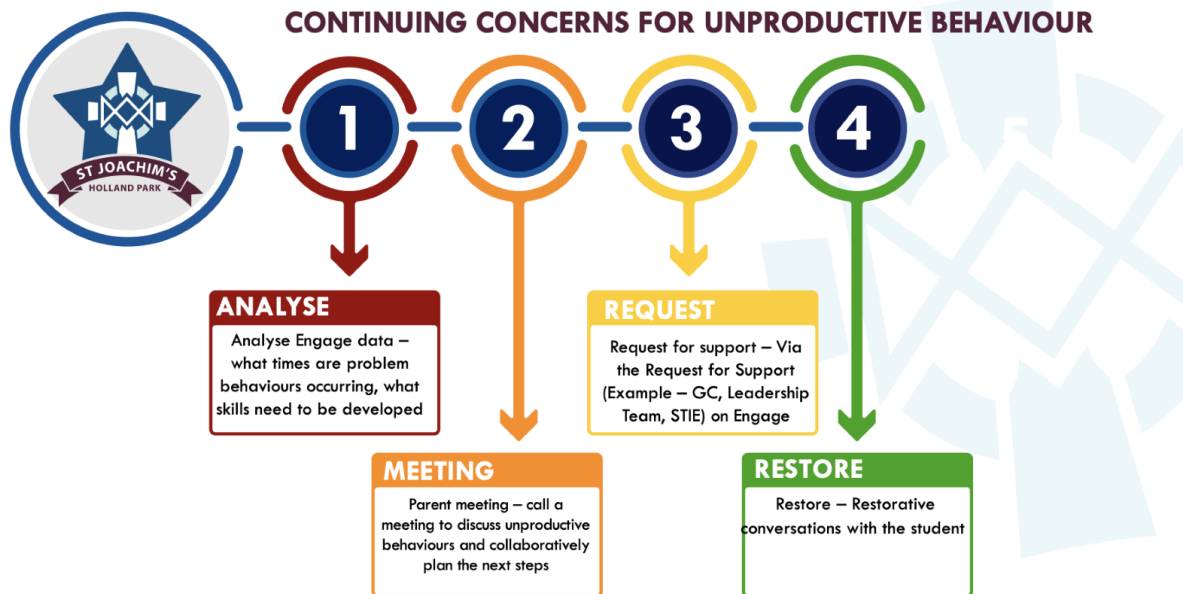 CONTINUING CONCERNS FOR UNPRODUCTIVE BEHAVIOUR
ST JOACHIM'S
HOLLAND PARK
1
2
3
4
5
ANALYSE
Analyse Engage data –
what times are problem
behaviours occurring, what
skills need to be developed
MEETING
Parent meeting – call a
meeting to discuss unproductive
behaviours and collaboratively
plan the next steps
REQUEST
Request for support – Via
the Request for Support
(Example – GC, Leadership
Team, STIE) on Engage
RESTORE
Restore – Restorative
conversations with the student